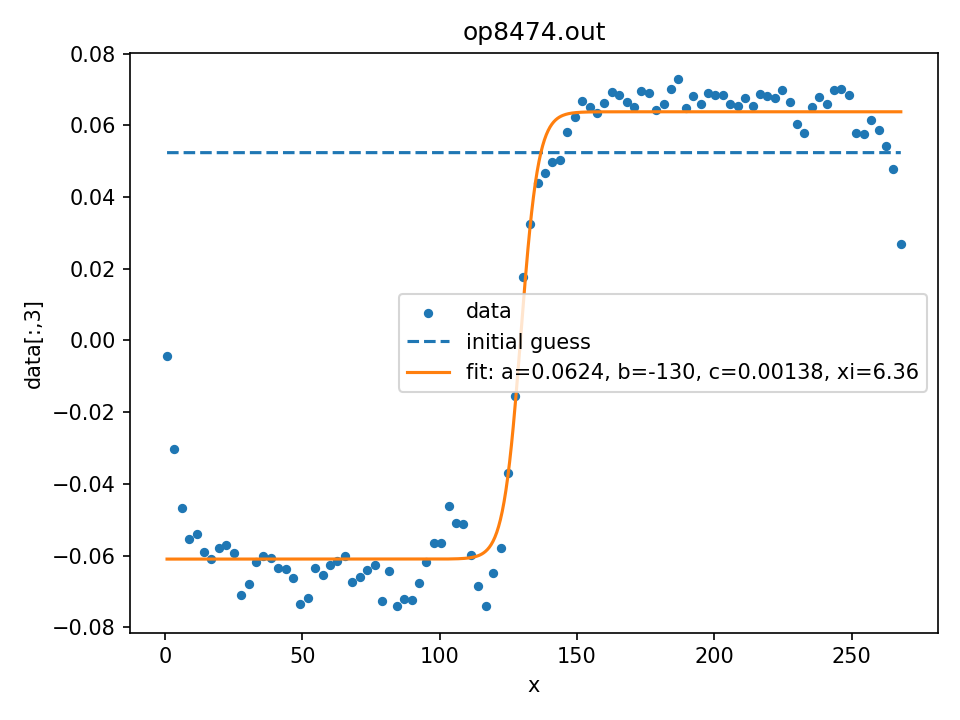 op8474.out
0.08
0.06
0.04
0.02
0.00
−0.02
−0.04
−0.06
−0.08
data[:,3]
data
initial guess
fit: a=0.0624, b=-130, c=0.00138, xi=6.36
0 50 100 150 200 250
x